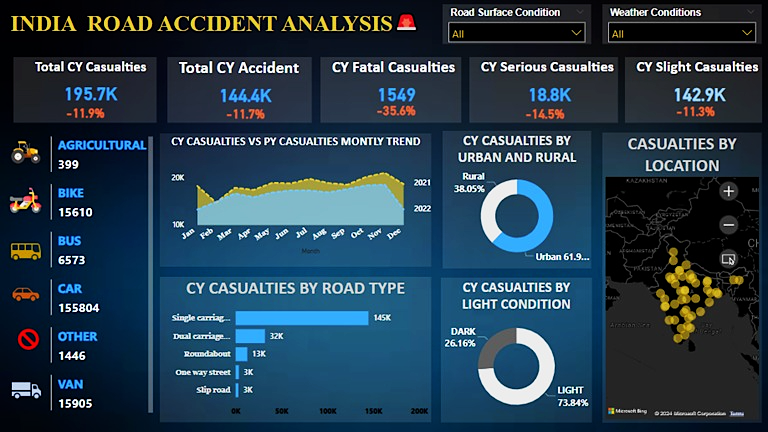 INDIA ROAD ACCIDENT ANALYSIS
Road Surface Condition
All
Weather Conditions
All
Total CY Casualties
195.7K
-11.9%
Total CY Accident
144.4K
-11.7%
CY Fatal Casualties
1549
-35.6%
CY Serious Casualties
18.8K
-14.5%
CY Slight Casualties
142.9K
-11.3%
AGRICULTURAL
399
BIKE
15610
BUS
6573
CAR
155804
OTHER
1446
VAN
15905
CY CASUALTIES VS PY CASUALTIES MONTLY TREND
20K
10K
2021
2022
Jan Feb Mar Apr May Jun Jul Aug Sep Oct Nov Dec
March
CY CASUALTIES BY ROAD TYPE
Single carriag... 145K
Dual carriage... 32K
Roundabout 13K
One way street 3K
Slip road 3K
0K 50K 100K 150K 200K
CY CASUALTIES BY
URBAN AND RURAL
Rural
38.05%
Urban 61.9...
CY CASUALTIES BY
LIGHT CONDITION
DARK
26.16%
LIGHT
73.84%
CASUALTIES BY
LOCATION
KAZAKHSTAN
Microsoft Bing
© 2024 Microsoft Corporation Terms